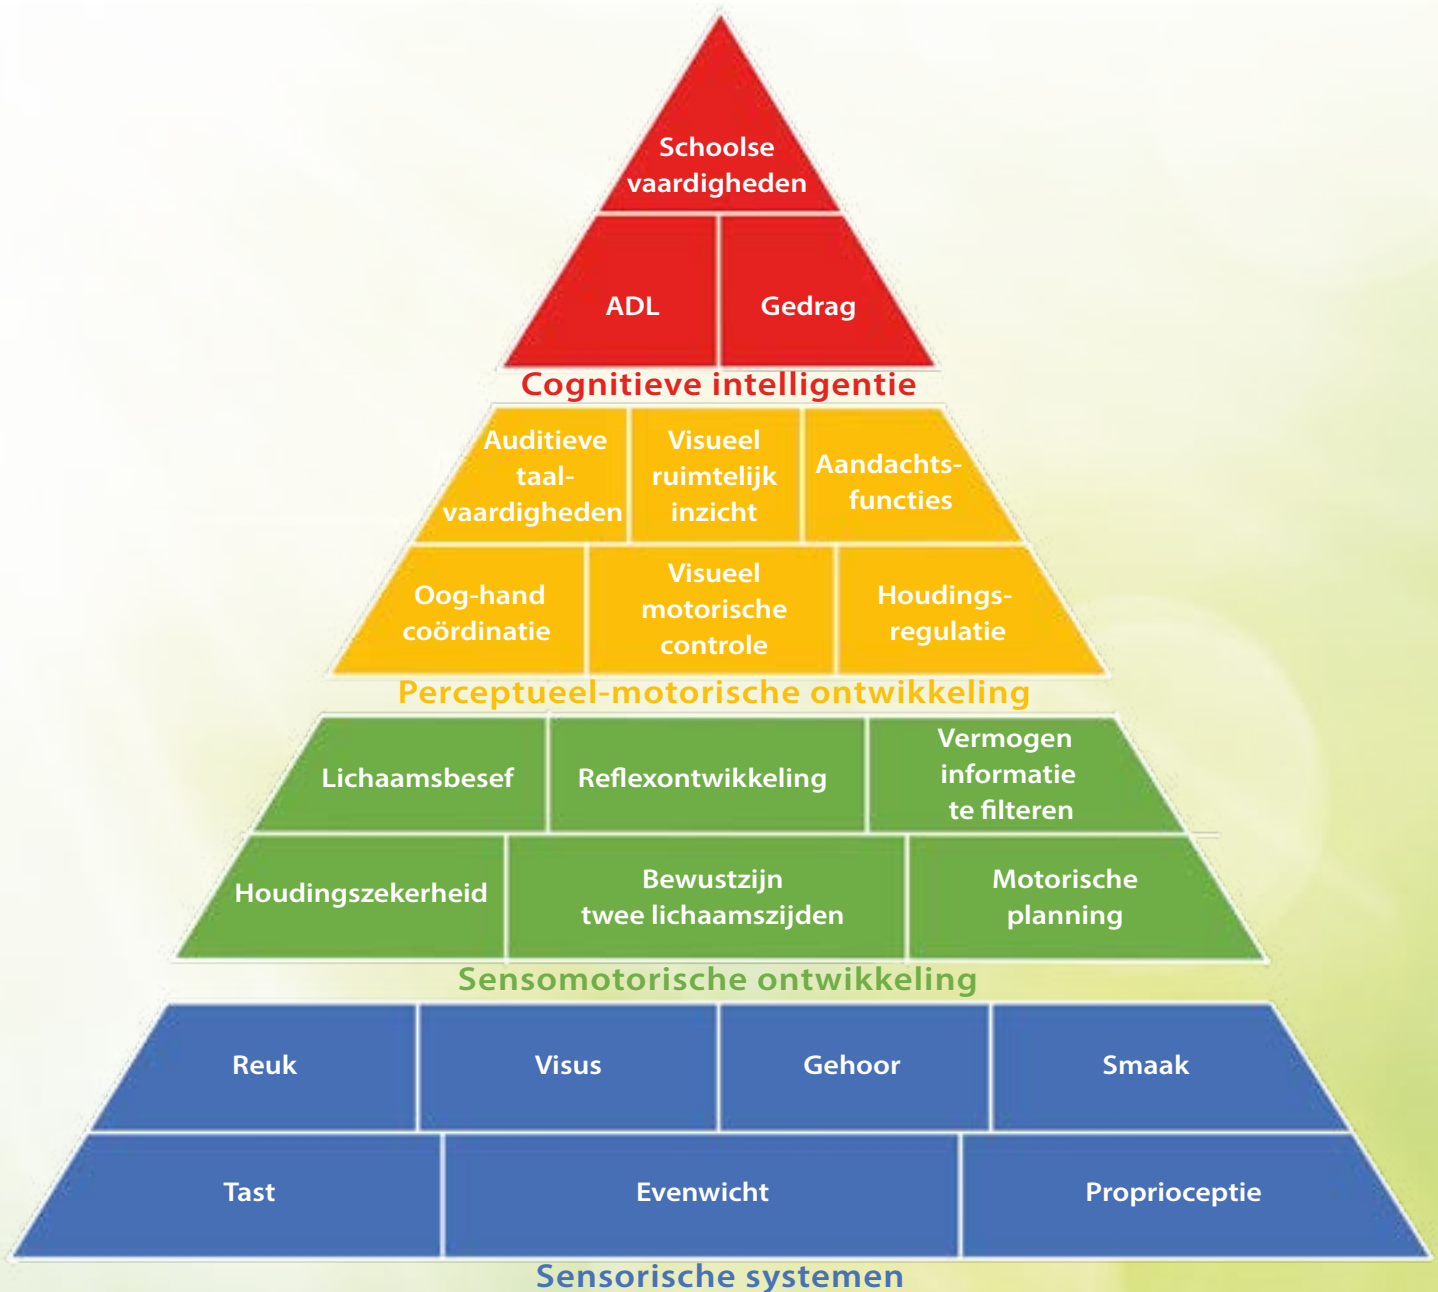 Schoolse
vaardigheden
ADL
Gedrag
Cognitieve intelligentie
Auditieve
taal-
vaardigheden
Visueel
ruimtelijk
inzicht
Aandachts-
functies
Oog-hand
coördinatie
Visueel
motorische
controle
Houdings-
regulatie
Perceptueel-motorische ontwikkeling
Lichaamsbesef
Reflexontwikkeling
Vermogen
informatie
te filteren
Houdingszekerheid
Bewustzijn
twee lichaamszijden
Motorische
planning
Sensomotorische ontwikkeling
Reuk
Visus
Gehoor
Smaak
Tast
Evenwicht
Proprioceptie
Sensorische systemen